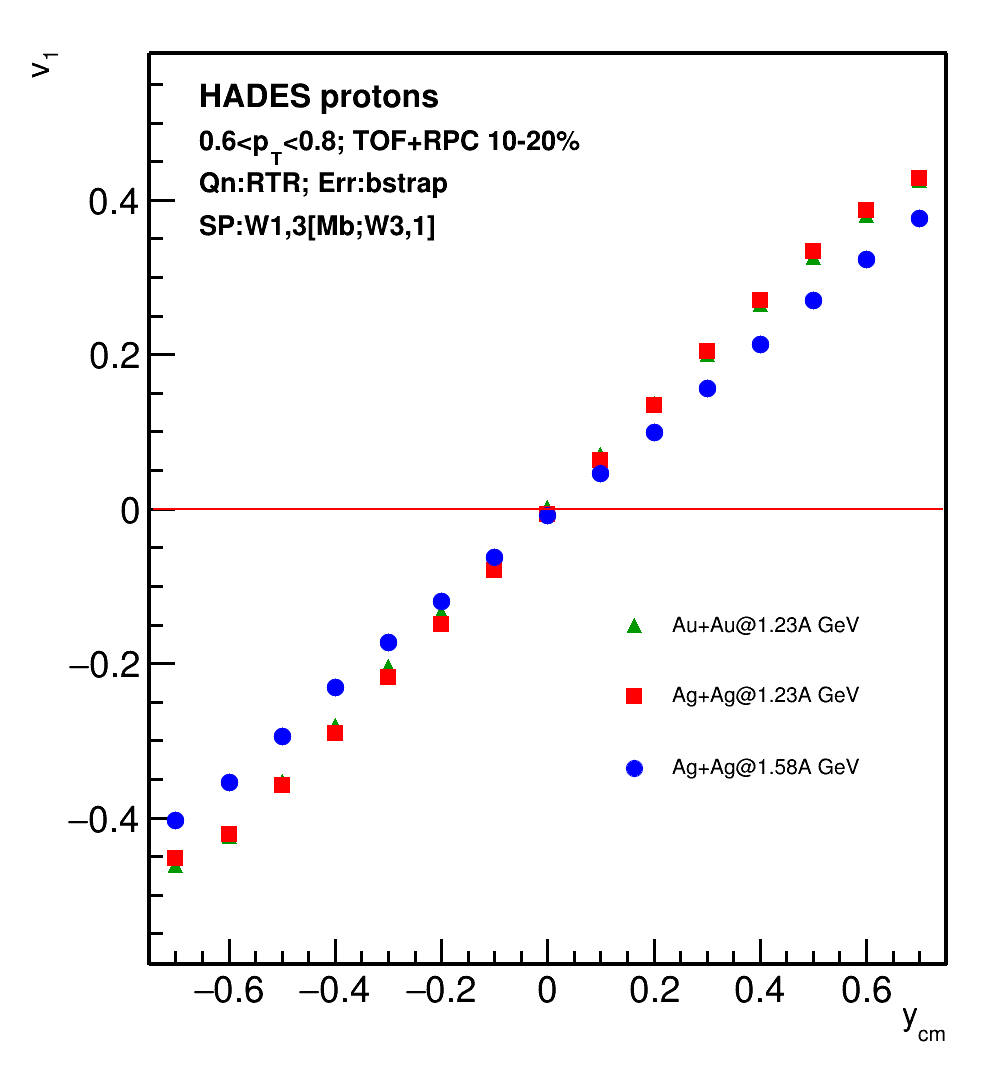 v1
HADES protons
0.6<pT<0.8; TOF+RPC 10-20%
Qn:RTR; Err:bstrap
SP:W1,3[Mb;W3,1]
0.4
0.2
0
−0.2
−0.4
Au+Au@1.23A GeV
Ag+Ag@1.23A GeV
Ag+Ag@1.58A GeV
−0.6 −0.4 −0.2 0 0.2 0.4 0.6
ycm